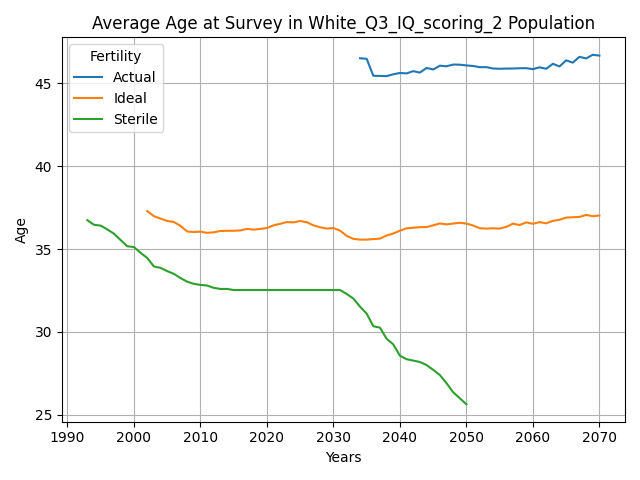 Average Age at Survey in White_Q3_IQ_scoring_2 Population
Fertility
Actual
Ideal
Sterile
Age
45
40
35
30
25
1990 2000 2010 2020 2030 2040 2050 2060 2070
Years